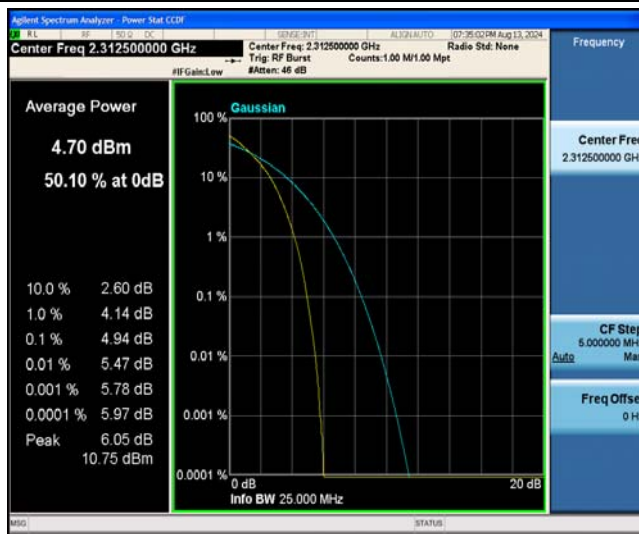 Agilent Spectrum Analyzer - Power Stat CCDF
RL RF 50 Ω DC SENSE:INT ALIGN AUTO 07:35:02 PM Aug 13, 2024
Center Freq 2.312500000 GHz
Center Freq: 2.312500000 GHz Radio Std: None
Trig: RF Burst Counts:1.00 M/1.00 Mpt
#IFGain:Low #Atten: 46 dB
Frequency
Average Power
4.70 dBm
50.10 % at 0dB
10.0 % 2.60 dB
1.0 % 4.14 dB
0.1 % 4.94 dB
0.01 % 5.47 dB
0.001 % 5.78 dB
0.0001 % 5.97 dB
Peak 6.05 dB
10.75 dBm
Gaussian
100 %
10 %
1 %
0.1 %
0.01 %
0.001 %
0.0001 %
0 dB 20 dB
Info BW 25.000 MHz
Center Fre
2.312500000 GH
CF Step
5.000000 MH
Auto Ma
Freq Offse
0 H
MSG STATUS